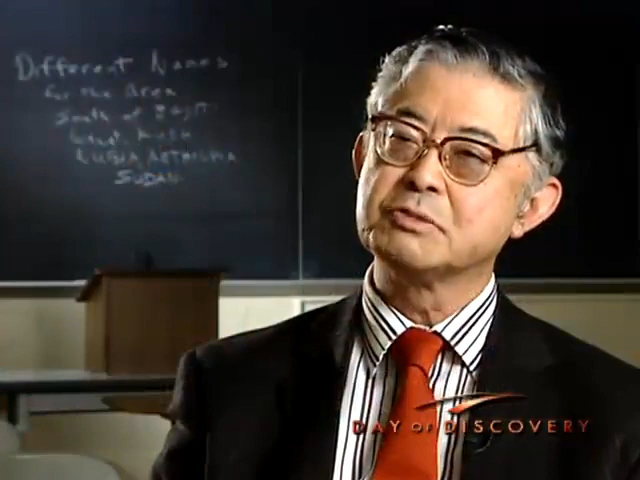 Different Names
for the Area
South of Egypt
Kush
NUBIA, AETHIOPIA
SUDAN
DAY OF DISCOVERY